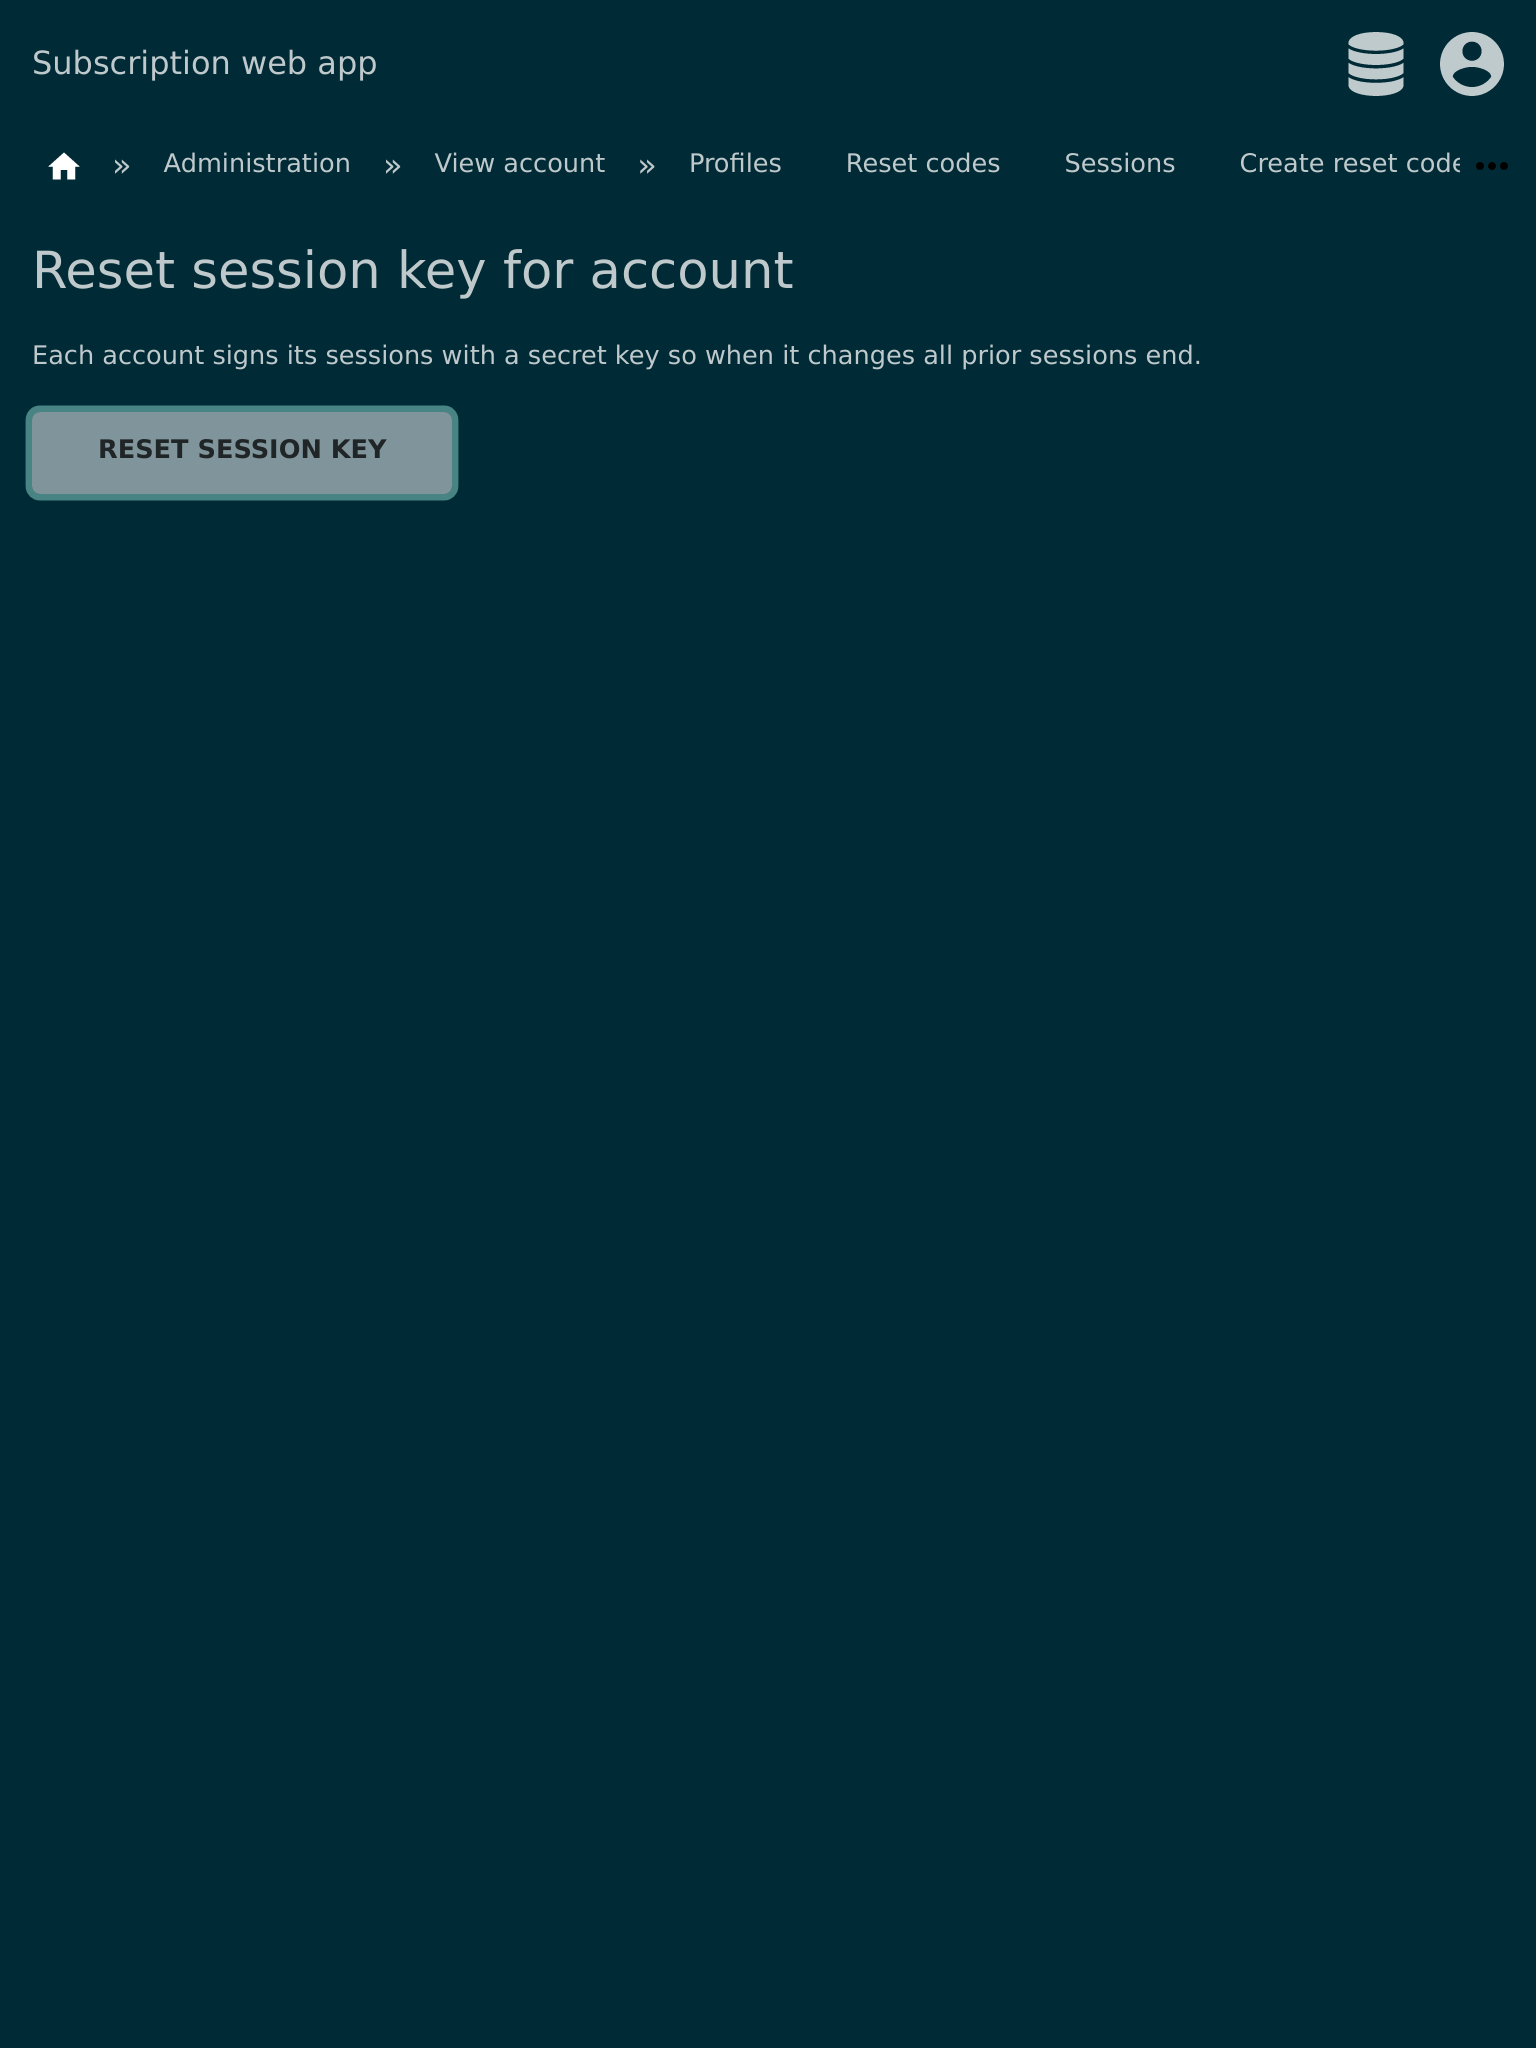 Subscription web app
» Administration » View account » Profiles Reset codes Sessions Create reset code •••
Reset session key for account
Each account signs its sessions with a secret key so when it changes all prior sessions end.
RESET SESSION KEY